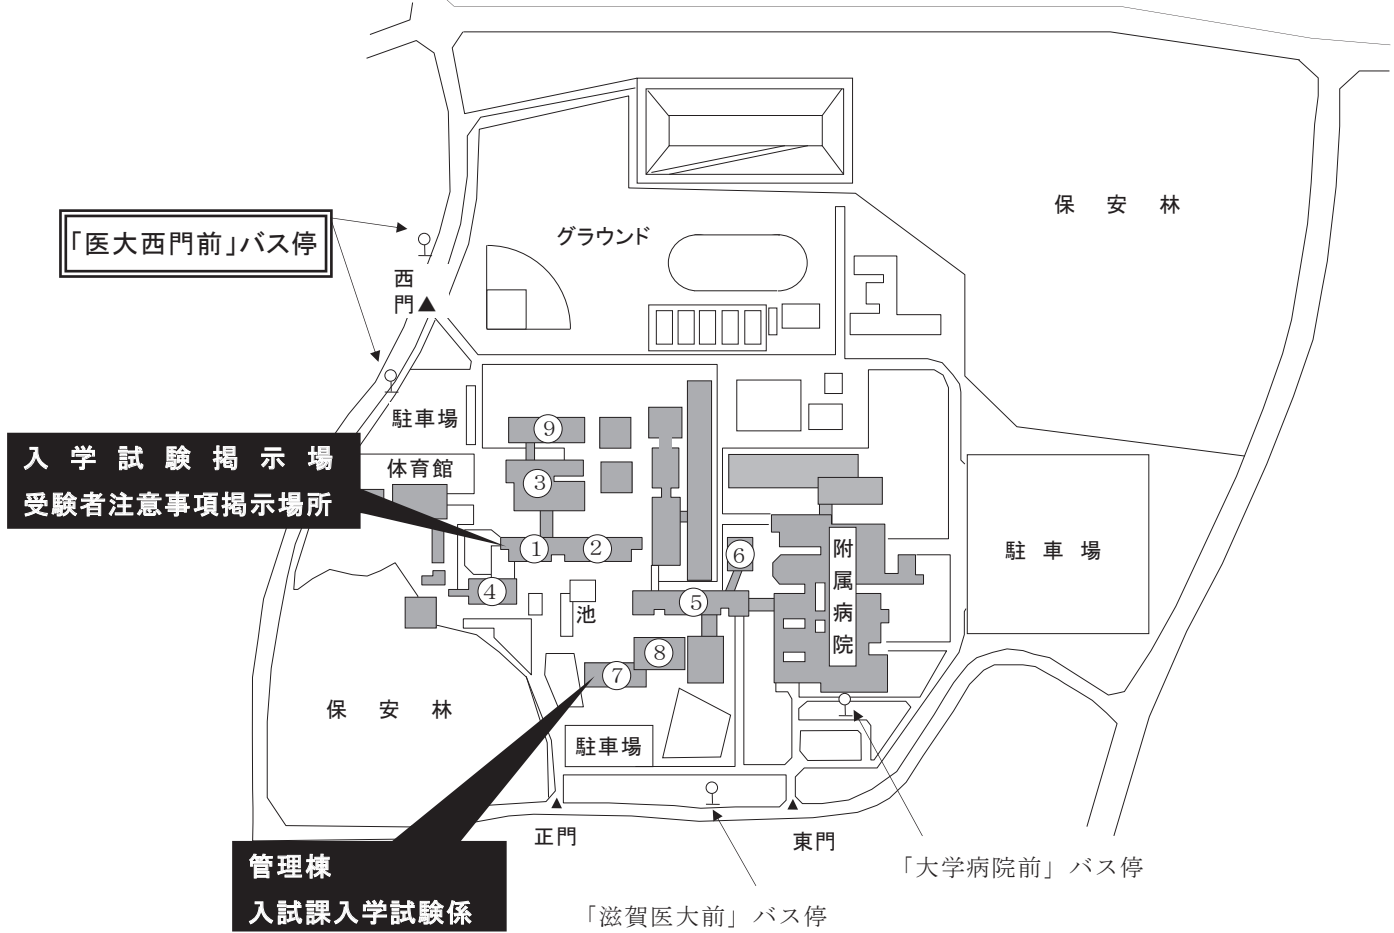 保安林
グラウンド
「医大西門前」バス停
西門
駐車場
入学試験掲示場
受験者注意事項掲示場所
体育館
⑨
③
①
②
⑥
④
⑤
池
⑧
⑦
附属病院
駐車場
保安林
駐車場
正門
東門
管理棟
入試課入学試験係
「大学病院前」バス停
「滋賀医大前」バス停